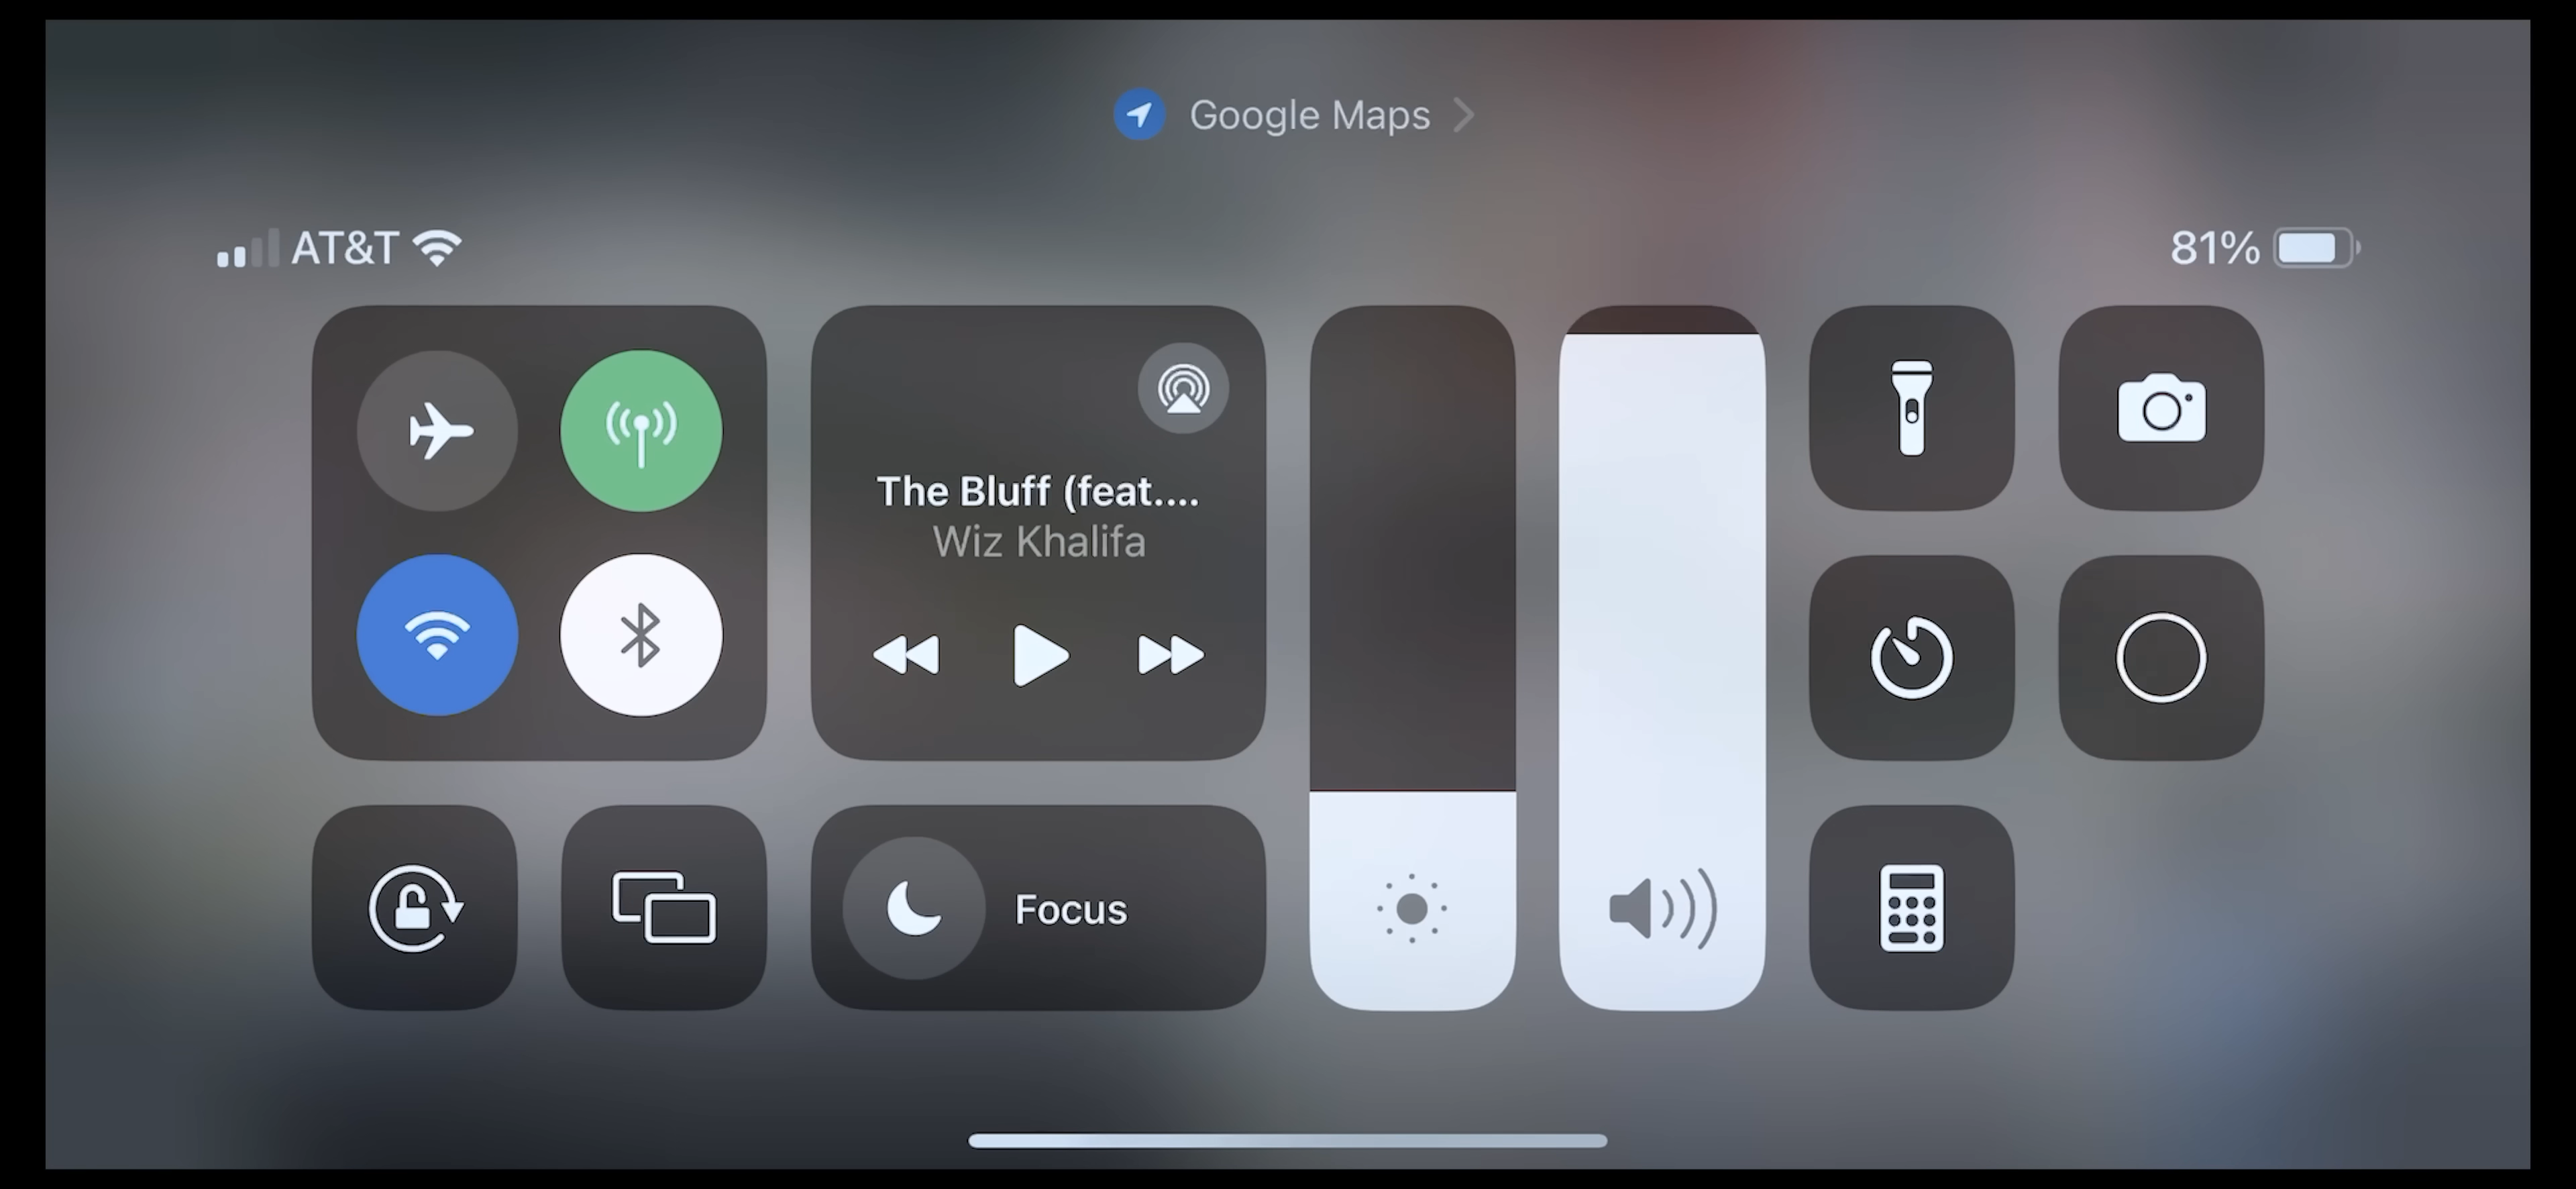 Google Maps
AT&T
81%
The Bluff (feat....
Wiz Khalifa
Focus